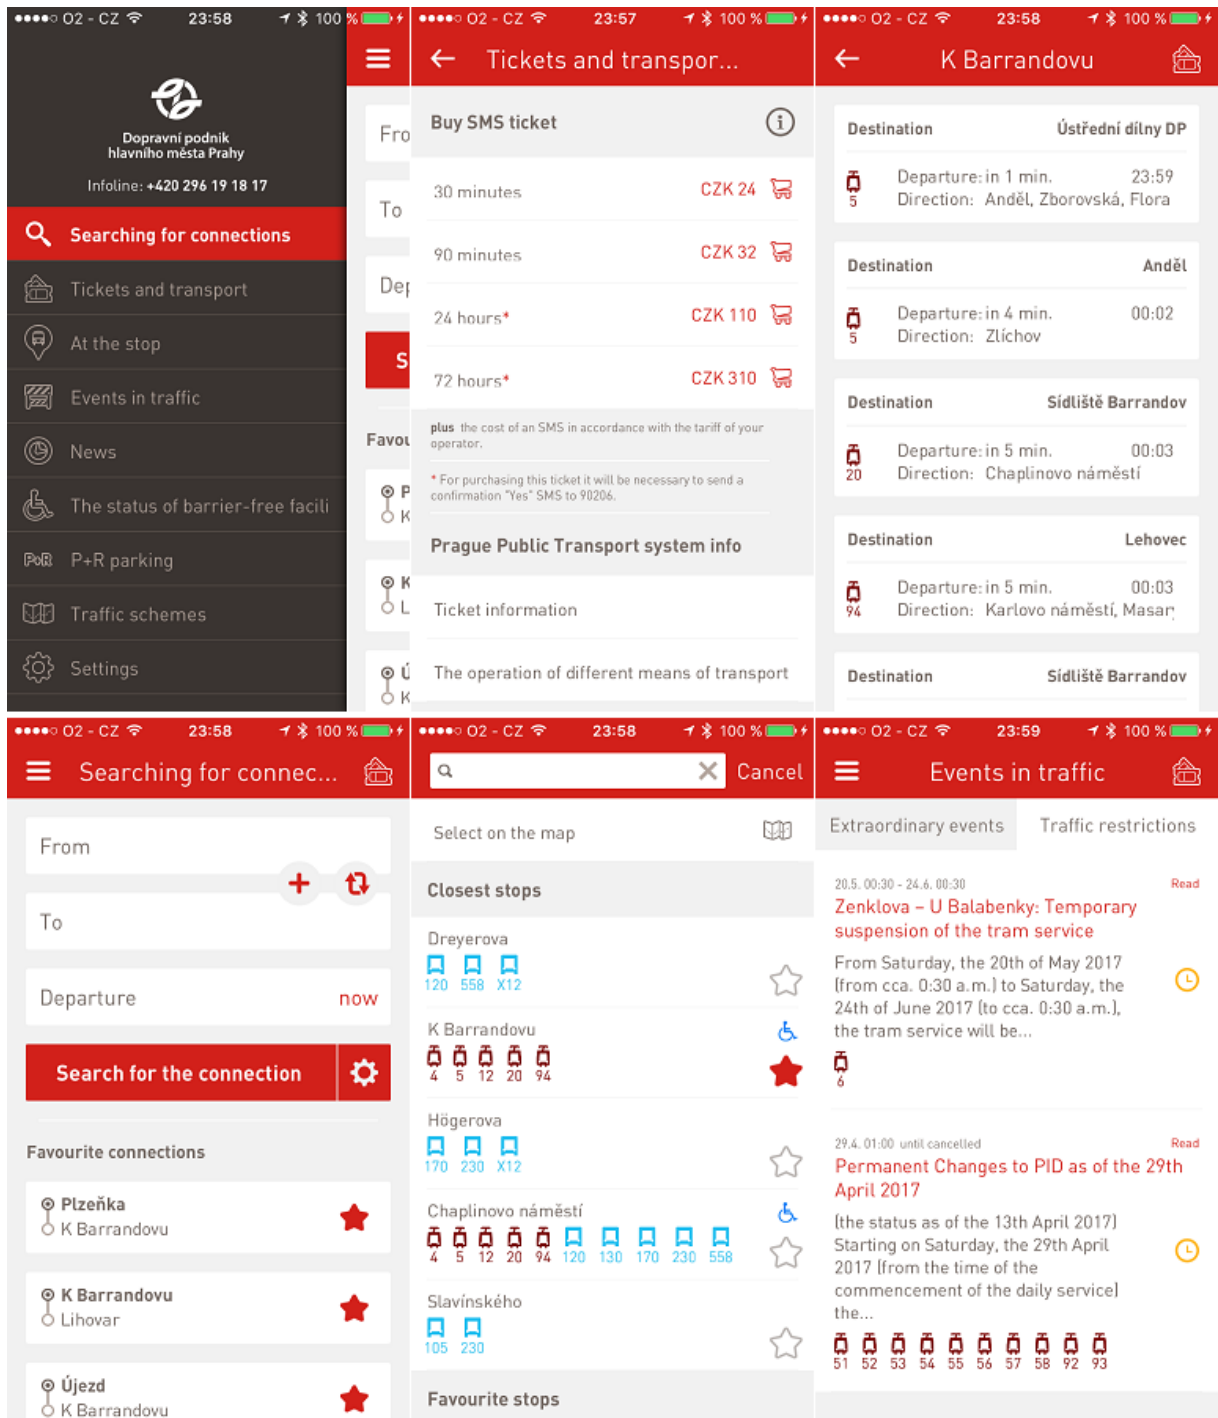 O2 - CZ 23:58 100 %
Dopravní podnik
hlavního města Prahy
Infoline: +420 296 19 18 17
Searching for connections
Tickets and transport
At the stop
Events in traffic
News
The status of barrier-free facili
P+R P+R parking
Traffic schemes
Settings
Fro
To
Dep
S
Favou
P
K
K
L
Ú
K
O2 - CZ 23:57 100 %
Tickets and transpor...
Buy SMS ticket
30 minutes CZK 24
90 minutes CZK 32
24 hours* CZK 110
72 hours* CZK 310
plus the cost of an SMS in accordance with the tariff of your
operator.
* For purchasing this ticket it will be necessary to send a
confirmation "Yes" SMS to 90206.
Prague Public Transport system info
Ticket information
The operation of different means of transport
O2 - CZ 23:58 100 %
K Barrandovu
Destination Ústřední dílny DP
Departure: in 1 min. 23:59
5 Direction: Anděl, Zborovská, Flora
Destination Anděl
Departure: in 4 min. 00:02
5 Direction: Zlíchov
Destination Sídliště Barrandov
Departure: in 5 min. 00:03
20 Direction: Chaplinovo náměstí
Destination Lehovec
Departure: in 5 min. 00:03
94 Direction: Karlovo náměstí, Masar
Destination Sídliště Barrandov
O2 - CZ 23:58 100 %
Searching for connec...
From
To
Departure now
Search for the connection
Favourite connections
Plzeňka
K Barrandovu
K Barrandovu
Lihovar
Újezd
K Barrandovu
O2 - CZ 23:58 100 %
Cancel
Select on the map
Closest stops
Dreyerova
120 558 X12
K Barrandovu
4 5 12 20 94
Högerova
170 230 X12
Chaplinovo náměstí
4 5 12 20 94 120 130 170 230 558
Slavínského
105 230
Favourite stops
O2 - CZ 23:59 100 %
Events in traffic
Extraordinary events Traffic restrictions
20.5. 00:30 - 24.6. 00:30 Read
Zenklova – U Balabenky: Temporary
suspension of the tram service
From Saturday, the 20th of May 2017
(from cca. 0:30 a.m.) to Saturday, the
24th of June 2017 (to cca. 0:30 a.m.),
the tram service will be...
6
29.4. 01:00 until cancelled Read
Permanent Changes to PID as of the 29th
April 2017
(the status as of the 13th April 2017)
Starting on Saturday, the 29th April
2017 (from the time of the
commencement of the daily service)
the...
51 52 53 54 55 56 57 58 92 93